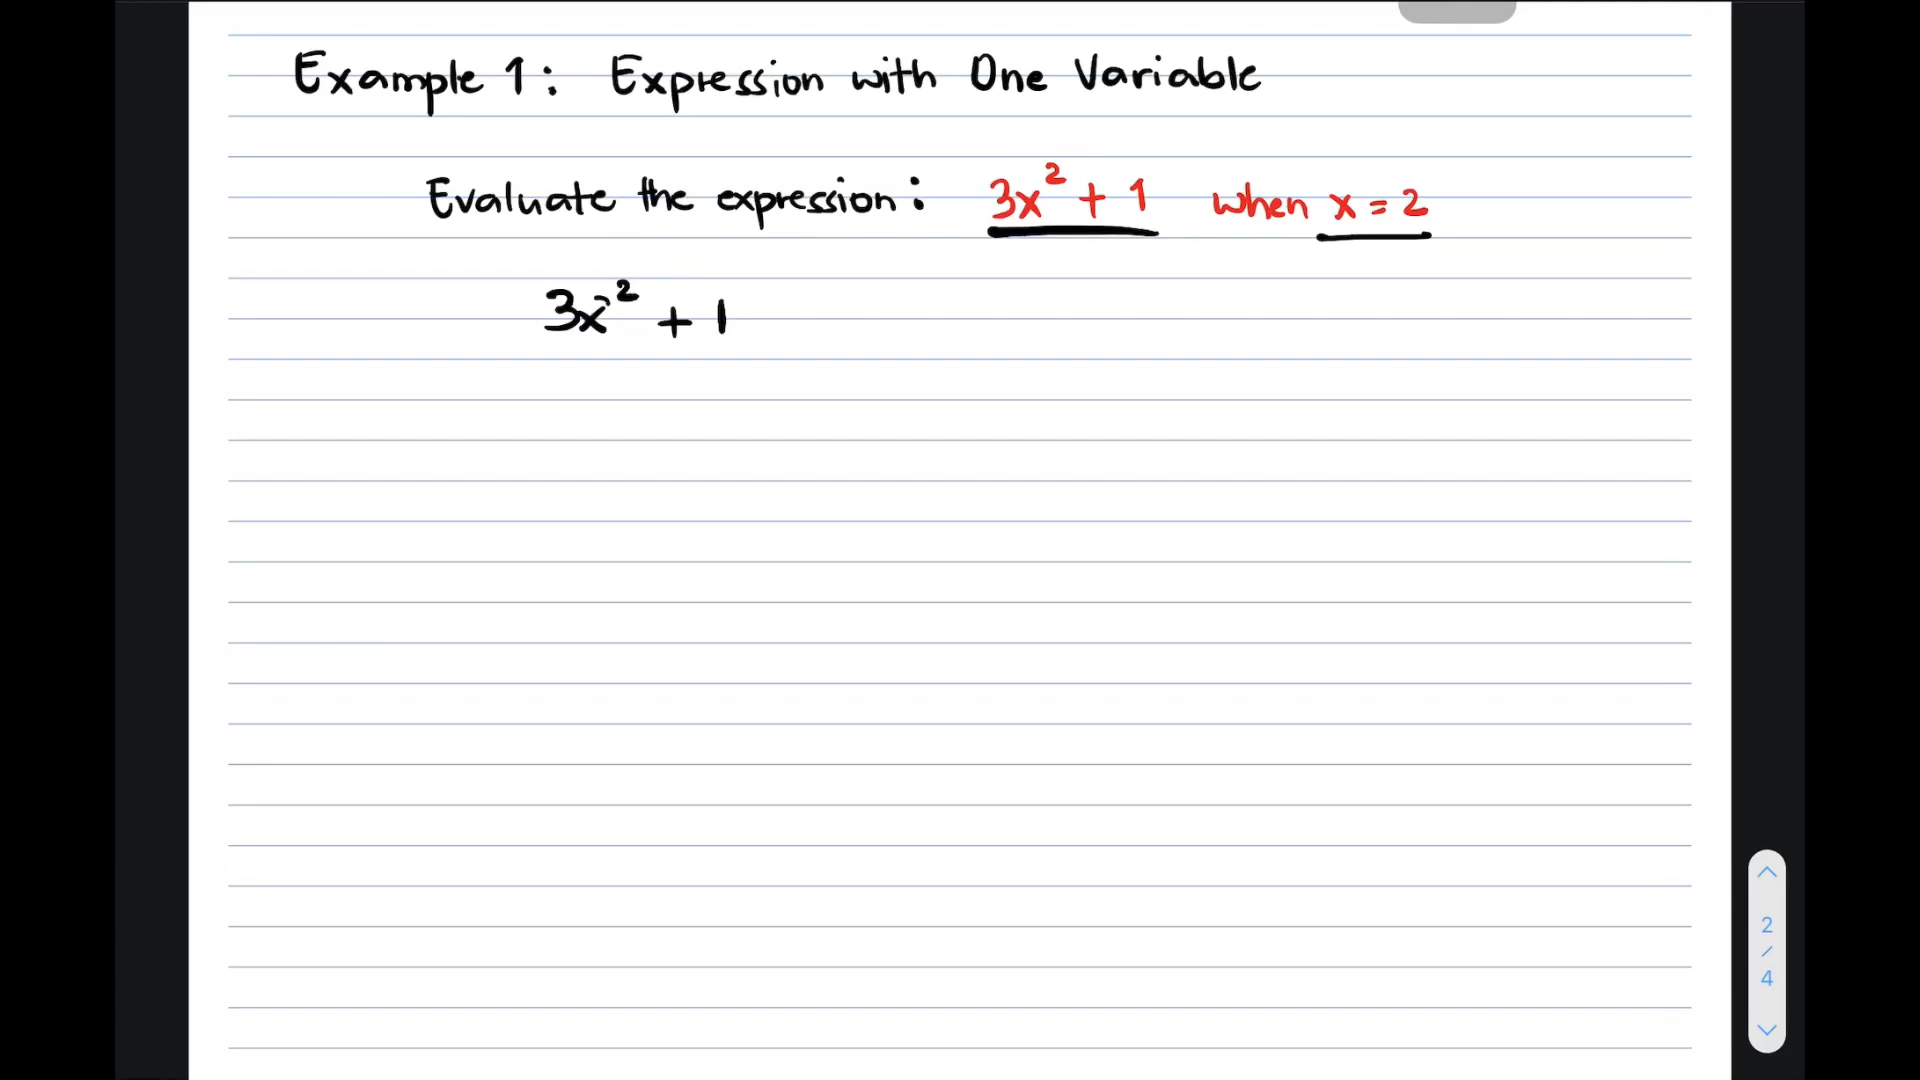 Example 1: Expression with One Variable
Evaluate the expression: 3x² + 1 when x = 2
3x² + 1
2
/
4